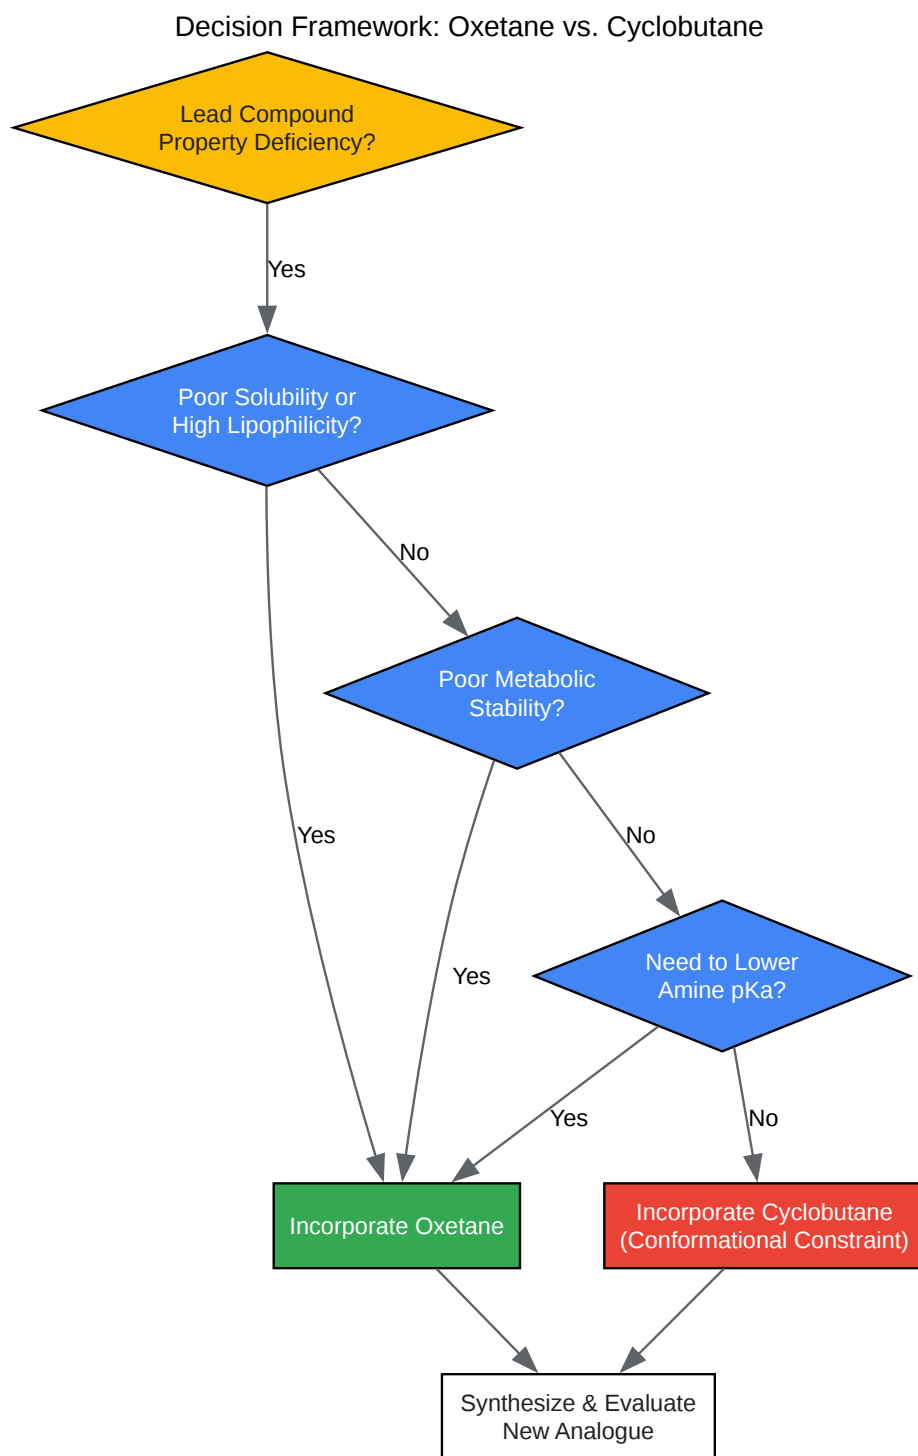 Decision Framework: Oxetane vs. Cyclobutane
Lead Compound
Property Deficiency?
Yes
Poor Solubility or
High Lipophilicity?
No
Poor Metabolic
Stability?
Yes
No
Need to Lower
Amine pKa?
Yes
Yes
No
Incorporate Oxetane
Incorporate Cyclobutane
(Conformational Constraint)
Synthesize & Evaluate
New Analogue